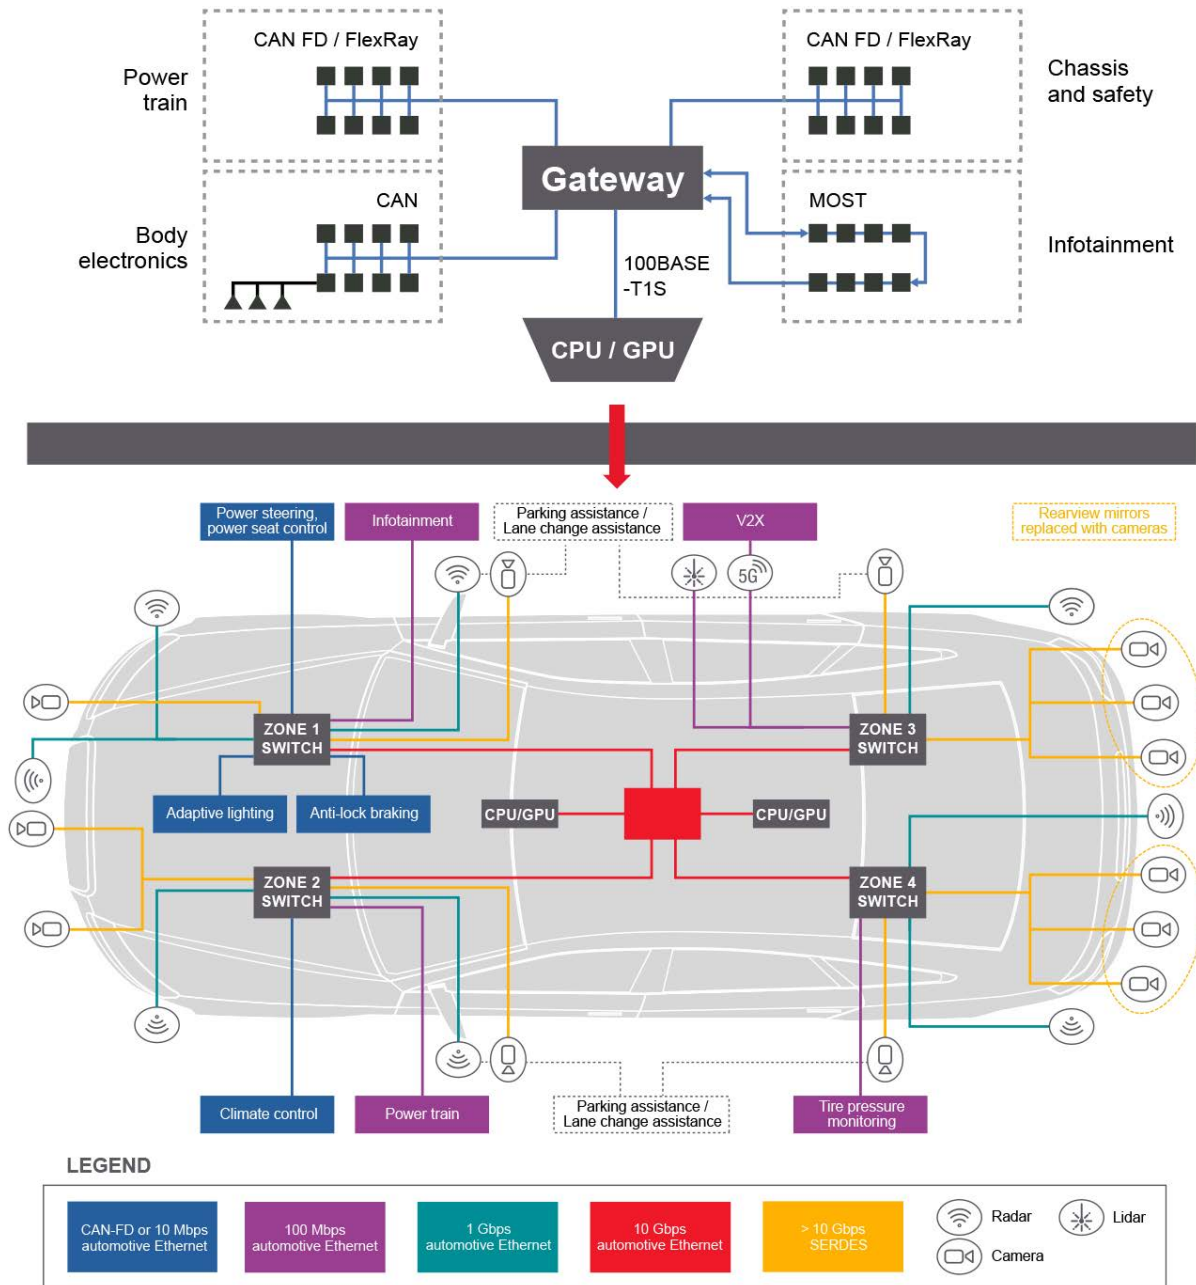 CAN FD / FlexRay
Power
train
CAN FD / FlexRay
Chassis
and safety
Gateway
CAN
Body
electronics
MOST
Infotainment
100BASE
-T1S
CPU / GPU
Power steering,
power seat control
Infotainment
Parking assistance /
Lane change assistance
V2X
Rearview mirrors
replaced with cameras
5G
ZONE 1
SWITCH
ZONE 3
SWITCH
Adaptive lighting
Anti-lock braking
CPU/GPU
CPU/GPU
ZONE 2
SWITCH
ZONE 4
SWITCH
Climate control
Power train
Parking assistance /
Lane change assistance
Tire pressure
monitoring
LEGEND
CAN-FD or 10 Mbps
automotive Ethernet
100 Mbps
automotive Ethernet
1 Gbps
automotive Ethernet
10 Gbps
automotive Ethernet
> 10 Gbps
SERDES
Radar
Lidar
Camera